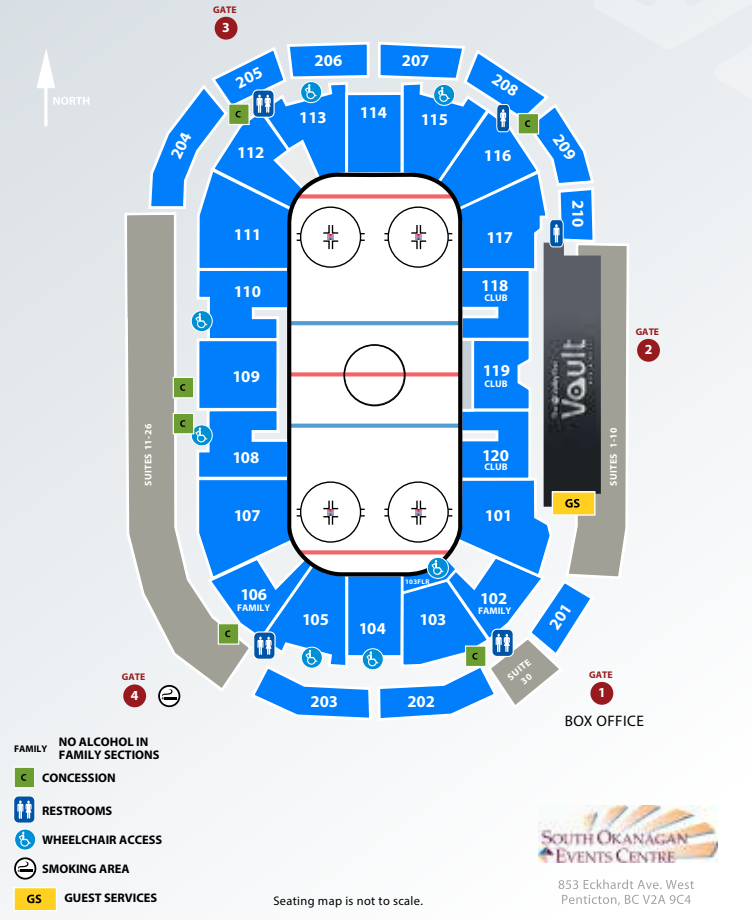 GATE
3
NORTH
206
207
205
208
C
C
204
209
113
114
115
112
116
210
111
117
110
118
CLUB
GATE
2
The Valley First
Vault
109
119
CLUB
C
C
SUITES 11-26
SUITES 1-10
108
120
CLUB
GS
107
101
103FLR
106
FAMILY
102
FAMILY
201
105
104
103
C
C
SUITE
30
GATE
4
GATE
1
203
202
BOX OFFICE
FAMILY NO ALCOHOL IN
FAMILY SECTIONS
C CONCESSION
RESTROOMS
WHEELCHAIR ACCESS
SMOKING AREA
GS GUEST SERVICES
Seating map is not to scale.
SOUTH OKANAGAN
EVENTS CENTRE
853 Eckhardt Ave. West
Penticton, BC V2A 9C4